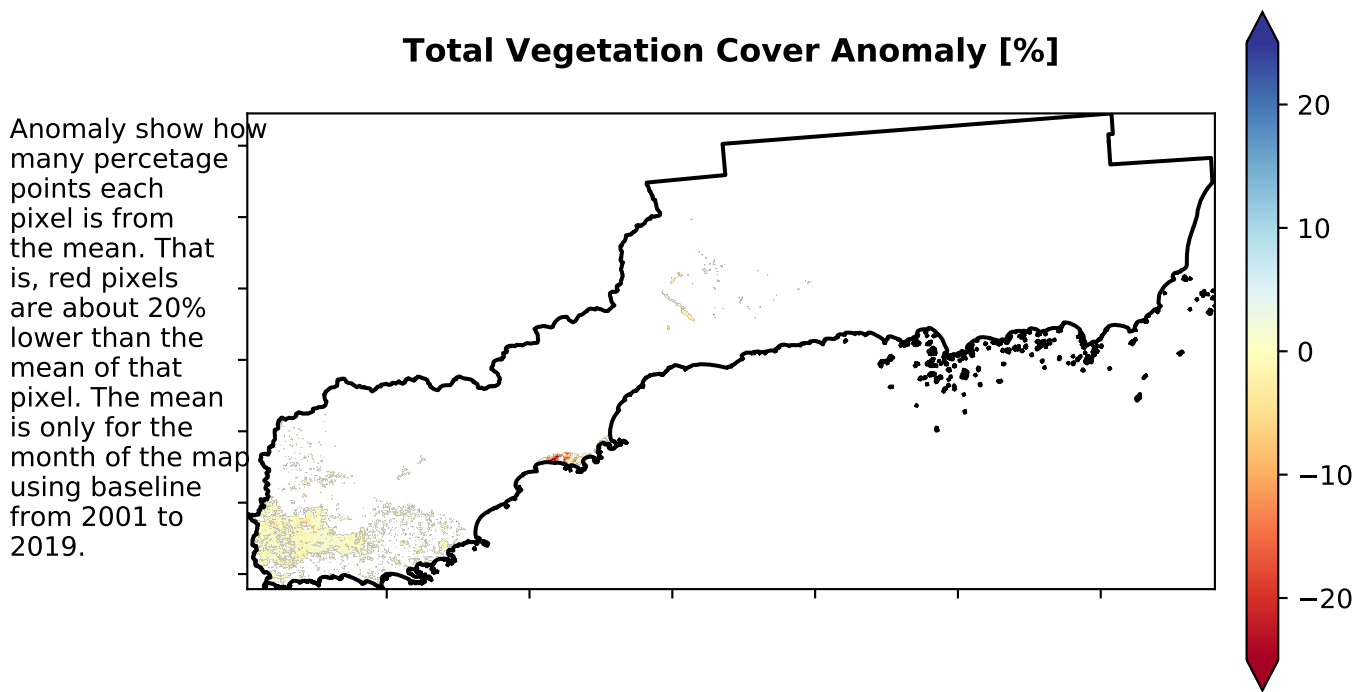 Total Vegetation Cover Anomaly [%]
Anomaly show how
many percetage
points each
pixel is from
the mean. That
is, red pixels
are about 20%
lower than the
mean of that
pixel. The mean
is only for the
month of the map
using baseline
from 2001 to
2019.
20
10
0
−10
−20